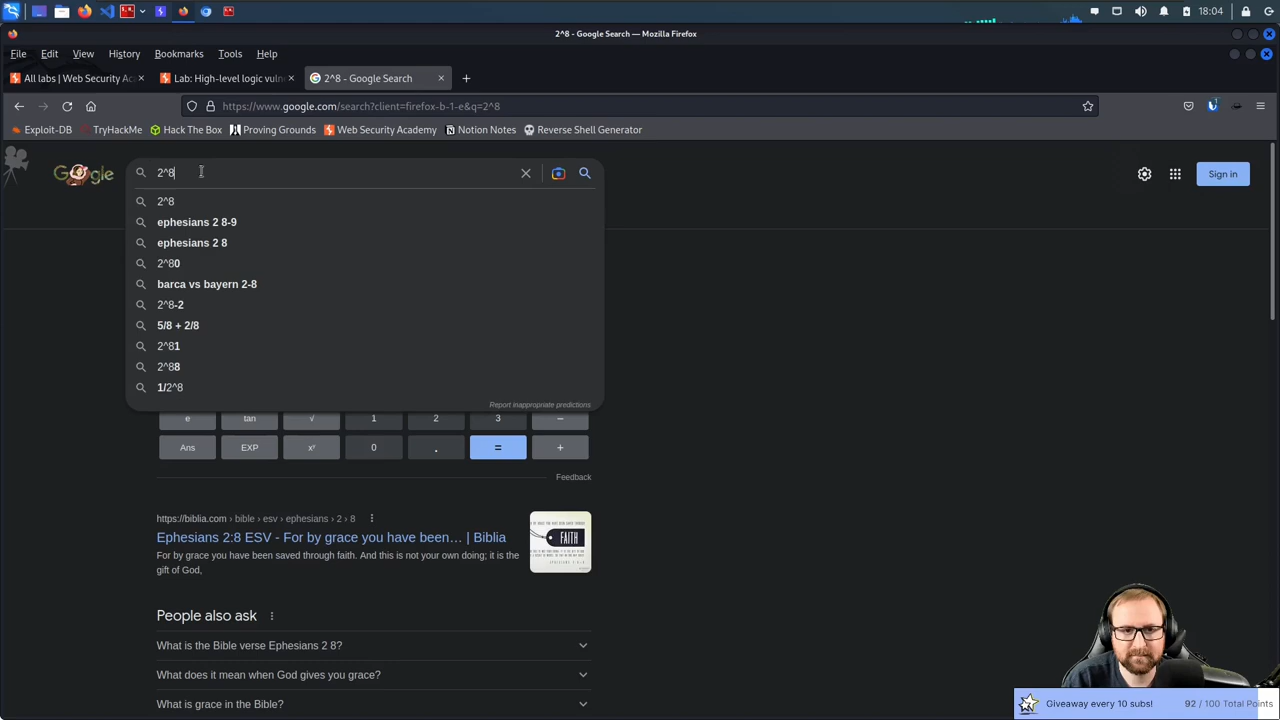 18:04
2^8 - Google Search — Mozilla Firefox
File Edit View History Bookmarks Tools Help
All labs | Web Security Ac
Lab: High-level logic vuln
2^8 - Google Search
https://www.google.com/search?client=firefox-b-1-e&q=2^8
Exploit-DB TryHackMe Hack The Box Proving Grounds Web Security Academy Notion Notes Reverse Shell Generator
Google
2^8
Sign in
2^8
ephesians 2 8-9
ephesians 2 8
2^80
barca vs bayern 2-8
2^8-2
5/8 + 2/8
2^81
2^88
1/2^8
Report inappropriate predictions
e tan √ 1 2 3 −
Ans EXP xʸ 0 . = +
Feedback
https://biblia.com › bible › esv › ephesians › 2 › 8
Ephesians 2:8 ESV - For by grace you have been… | Biblia
For by grace you have been saved through faith. And this is not your own doing; it is the
gift of God,
FAITH
People also ask
What is the Bible verse Ephesians 2 8?
What does it mean when God gives you grace?
What is grace in the Bible?
Giveaway every 10 subs! 92 / 100 Total Points